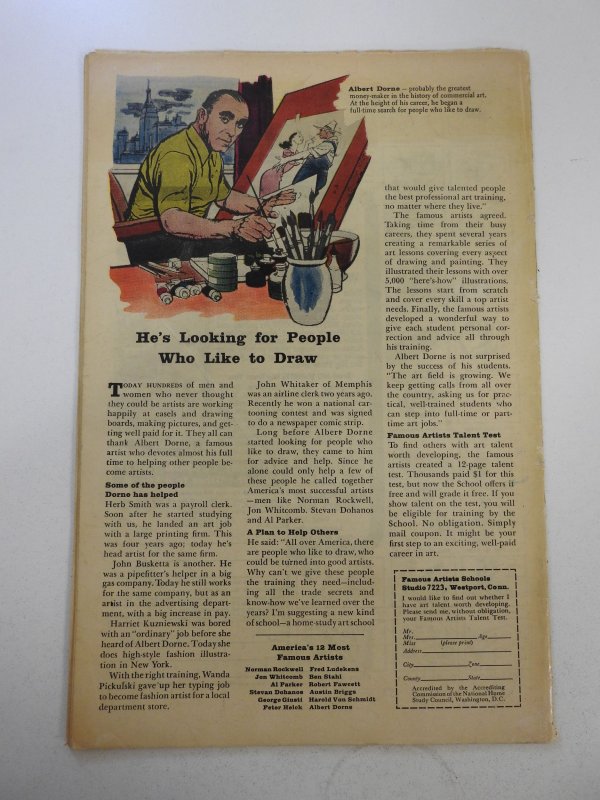 Albert Dorne — probably the greatest
money-maker in the history of commercial art.
At the height of his career, he began a
full-time search for people who like to draw.
He's Looking for People
Who Like to Draw
TODAY HUNDREDS of men and
women who never thought
they could be artists are working
happily at easels and drawing
boards, making pictures, and get-
ting well paid for it. They all can
thank Albert Dorne, a famous
artist who devotes almost his full
time to helping other people be-
come artists.
Some of the people
Dorne has helped
Herb Smith was a payroll clerk.
Soon after he started studying
with us, he landed an art job
with a large printing firm. This
was four years ago; today he's
head artist for the same firm.
John Busketta is another. He
was a pipefitter's helper in a big
gas company. Today he still works
for the same company, but as an
artist in the advertising depart-
ment, with a big increase in pay.
Harriet Kuzniewski was bored
with an "ordinary" job before she
heard of Albert Dorne. Today she
does high-style fashion illustra-
tion in New York.
With the right training, Wanda
Pickulski gave up her typing job
to become fashion artist for a local
department store.
John Whitaker of Memphis
was an airline clerk two years ago.
Recently he won a national car-
tooning contest and was signed
to do a newspaper comic strip.
Long before Albert Dorne
started looking for people who
like to draw, they came to him
for advice and help. Since he
alone could only help a few of
these people he called together
America's most successful artists
—men like Norman Rockwell,
Jon Whitcomb, Stevan Dohanos
and Al Parker.
A Plan to Help Others
He said: "All over America, there
are people who like to draw, who
could be turned into good artists.
Why can't we give these people
the training they need—includ-
ing all the trade secrets and
know-how we've learned over the
years? I'm suggesting a new kind
of school—a home-study art school
America's 12 Most
Famous Artists
Norman Rockwell Fred Ludekens
Jon Whitcomb Ben Stahl
Al Parker Robert Fawcett
Stevan Dohanos Austin Briggs
George Giusti Harold Von Schmidt
Peter Helck Albert Dorne
that would give talented people
the best professional art training,
no matter where they live."
The famous artists agreed.
Taking time from their busy
careers, they spent several years
creating a remarkable series of
art lessons covering every aspect
of drawing and painting. They
illustrated their lessons with over
5,000 "here's-how" illustrations.
The lessons start from scratch
and cover every skill a top artist
needs. Finally, the famous artists
developed a wonderful way to
give each student personal cor-
rection and advice all through
his training.
Albert Dorne is not surprised
by the success of his students.
"The art field is growing. We
keep getting calls from all over
the country, asking us for prac-
tical, well-trained students who
can step into full-time or part-
time art jobs."
Famous Artists Talent Test
To find others with art talent
worth developing, the famous
artists created a 12-page talent
test. Thousands paid $1 for this
test, but now the School offers it
free and will grade it free. If you
show talent on the test, you will
be eligible for training by the
School. No obligation. Simply
mail coupon. It might be your
first step to an exciting, well-paid
career in art.
Famous Artists Schools
Studio 7223, Westport, Conn.
I would like to find out whether I
have art talent worth developing.
Please send me, without obligation,
your Famous Artists Talent Test.
Mr.
Mrs. Age
Miss (please print)
Address
City Zone
County State
Accredited by the Accrediting
Commission of the National Home
Study Council, Washington, D.C.